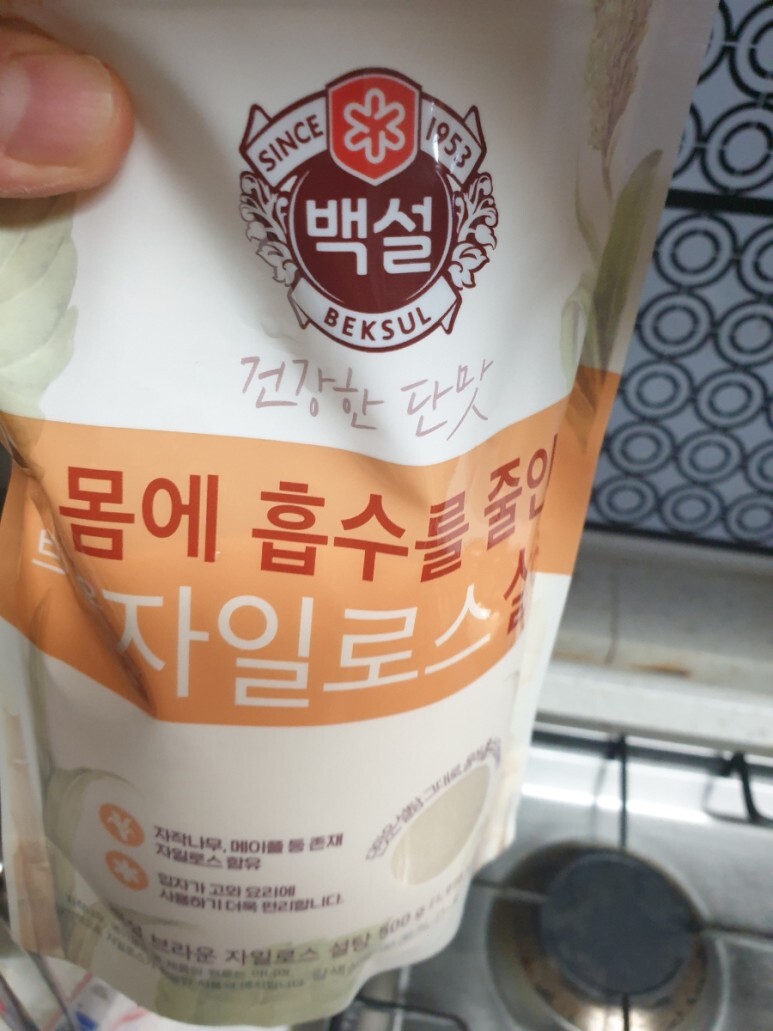 SINCE 1953
백설
BEKSUL
건강한 단맛
몸에 흡수를 줄인
자일로스
자작나무, 메이플 등 존재
자일로스 함유
입자가 고와 요리에
사용하기 더욱 편리합니다.
브라운 자일로스 설탕 500 g